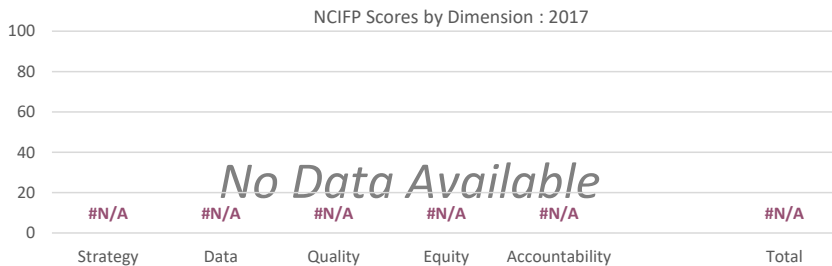 NCIFP Scores by Dimension : 2017
100
80
60
40
No Data Available
20
#N/A #N/A #N/A #N/A #N/A #N/A
0
Strategy Data Quality Equity Accountability Total